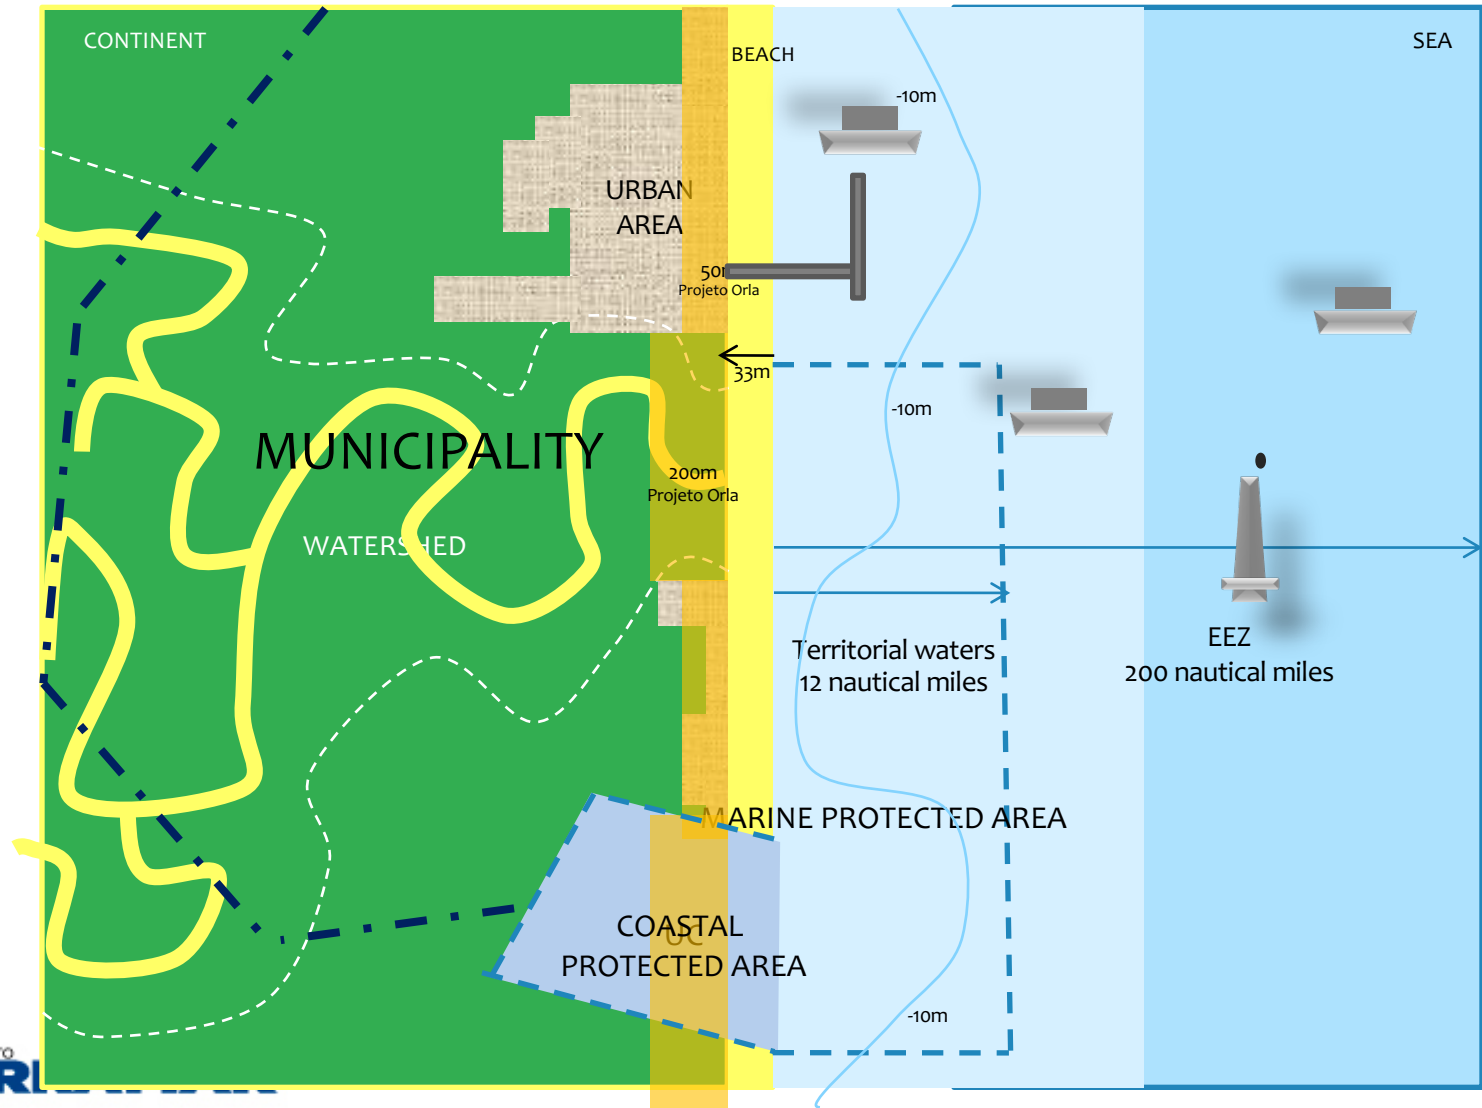 CONTINENT
BEACH
SEA
-10m
URBAN
AREA
Projeto Orla
33m
-10m
MUNICIPALITY
200m
Projeto Orla
WATERSHED
Territorial waters
12 nautical miles
EEZ
200 nautical miles
MARINE PROTECTED AREA
COASTAL
UC
PROTECTED AREA
-10m